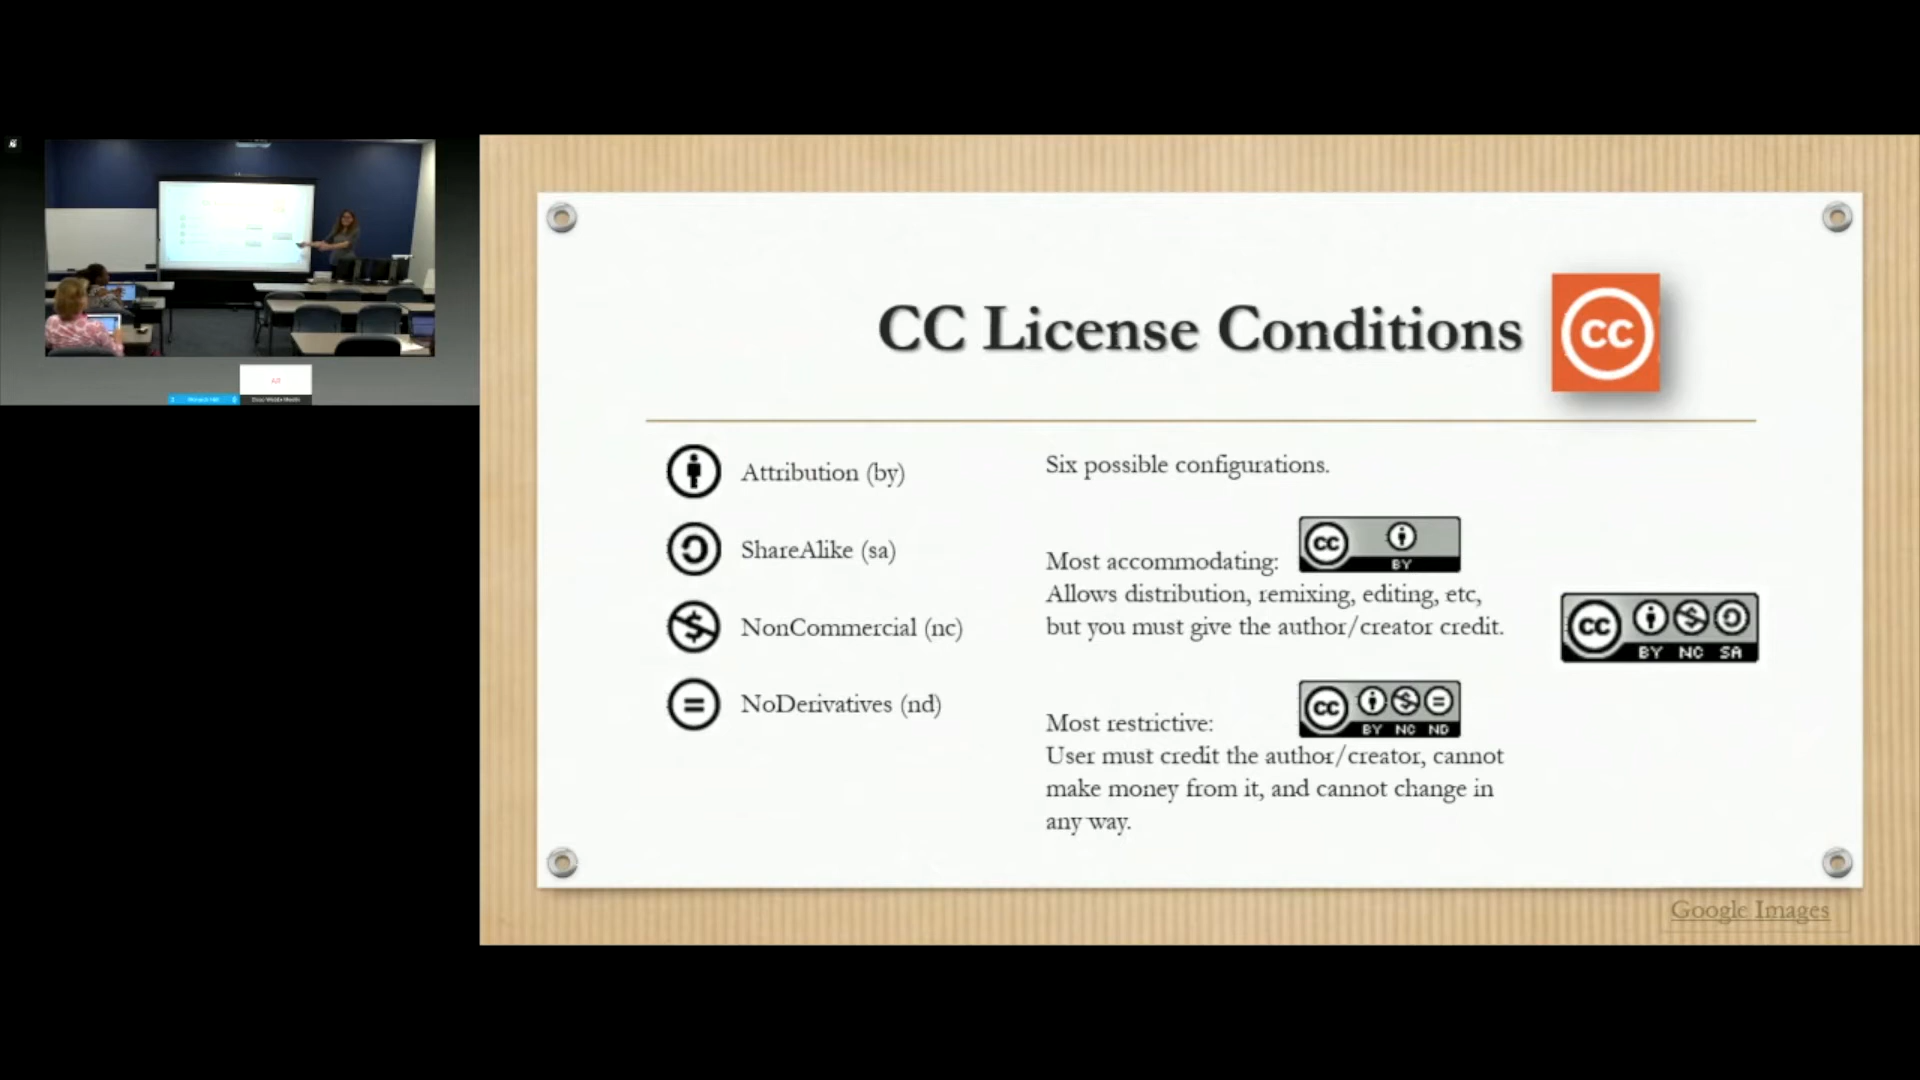 CC License Conditions
CC
Attribution (by)
ShareAlike (sa)
NonCommercial (nc)
NoDerivatives (nd)
Six possible configurations.
Most accommodating:
CC BY
Allows distribution, remixing, editing, etc,
but you must give the author/creator credit.
CC BY NC SA
Most restrictive:
CC BY NC ND
User must credit the author/creator, cannot
make money from it, and cannot change in
any way.
Google Images